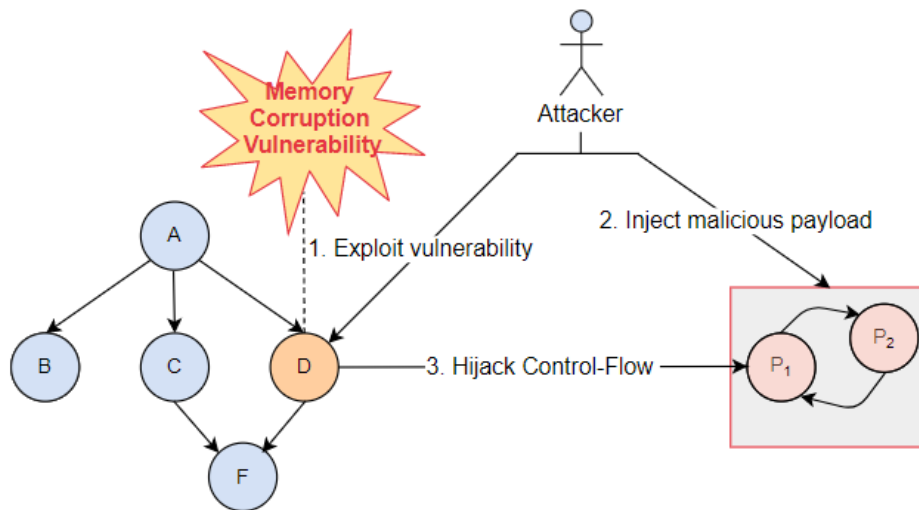 Memory
Corruption
Vulnerability
Attacker
1. Exploit vulnerability
2. Inject malicious payload
A
B
C
D
3. Hijack Control-Flow
P₁
P₂
F